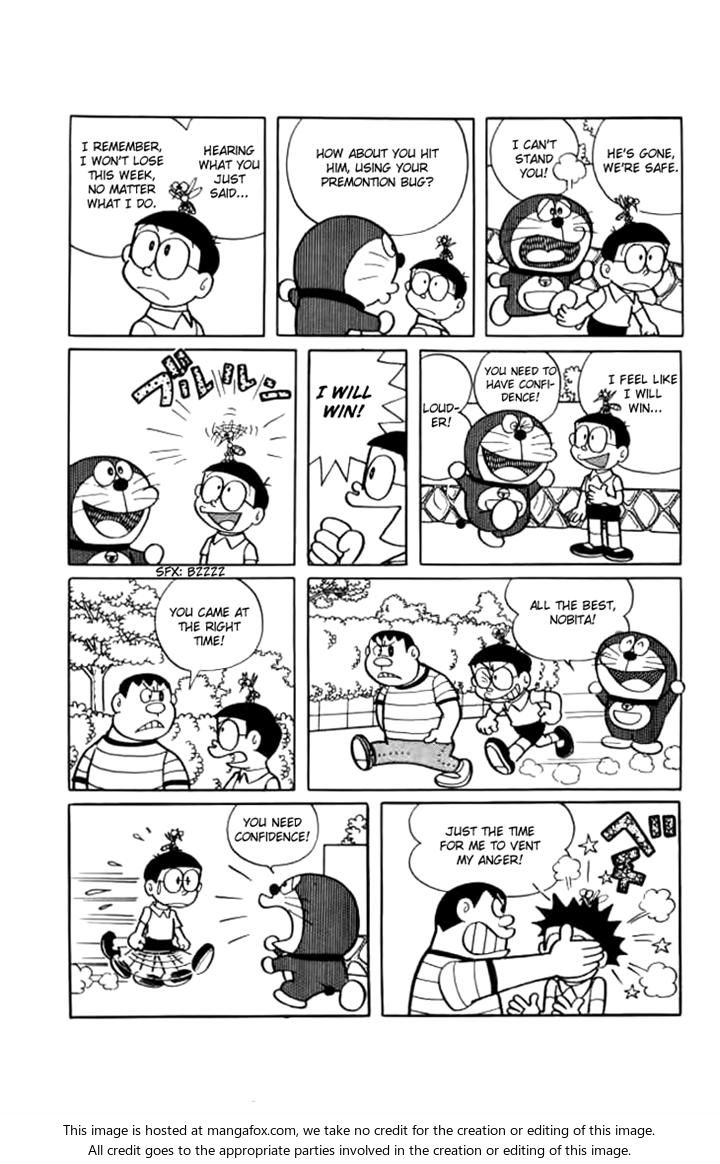 HE'S GONE,
WE'RE SAFE.
I CAN'T
STAND
YOU!
HOW ABOUT YOU HIT
HIM, USING YOUR
PREMONTION BUG?
HEARING
WHAT YOU
JUST
SAID...
I REMEMBER,
I WON'T LOSE
THIS WEEK,
NO MATTER
WHAT I DO.
I FEEL LIKE
I WILL
WIN...
YOU NEED TO
HAVE CONFI-
DENCE!
LOUD-
ER!
I WILL
WIN!
ブルルルン
SFX: BZZZZ
ALL THE BEST,
NOBITA!
YOU CAME AT
THE RIGHT
TIME!
JUST THE TIME
FOR ME TO VENT
MY ANGER!
YOU NEED
CONFIDENCE!
This image is hosted at mangafox.com, we take no credit for the creation or editing of this image.
All credit goes to the appropriate parties involved in the creation or editing of this image.